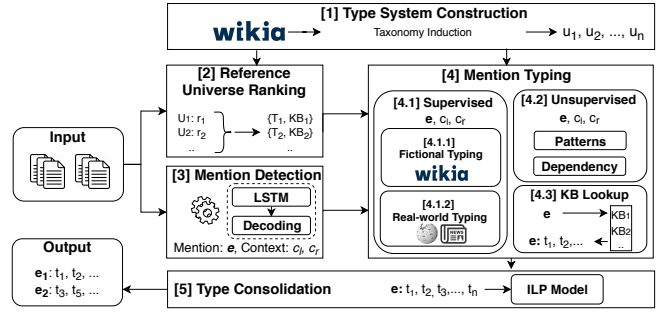 [1] Type System Construction
wikia
Taxonomy Induction
u1, u2, ..., un
[2] Reference
Universe Ranking
U1: r1
{T1, KB1}
U2: r2
{T2, KB2}
..
..
Input
[3] Mention Detection
LSTM
Decoding
Mention: e, Context: cl, cr
[4] Mention Typing
[4.1] Supervised
e, cl, cr
[4.1.1]
Fictional Typing
wikia
[4.1.2]
Real-world Typing
NEWS
[4.2] Unsupervised
e, cl, cr
Patterns
Dependency
[4.3] KB Lookup
e
KB1
KB2
..
e: t1, t2,...
Output
e1: t1, t2, ...
e2: t3, t5, ...
[5] Type Consolidation
e: t1, t2, t3,..., tn
ILP Model